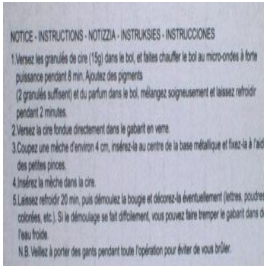 NOTICE - INSTRUCTIONS - NOTIZZIA - INSTRUKSIES - INSTRUCCIONES
1.Versez les granulés de cire (15g) dans le bol, et faites chauffer le bol au micro-ondes à forte
puissance pendant 8 min. Ajoutez des pigments
(2 granulés suffisent) et du parfum dans le bol, mélangez soigneusement et laissez refroidir
pendant 2 minutes.
2.Versez la cire fondue directement dans le gabarit en verre.
3.Coupez une mèche d'environ 4 cm, insérez-la au centre de la base métallique et fixez-la à l'aide
des petites pinces.
4.Insérez la mèche dans la cire.
5.Laissez refroidir 20 min, puis démoulez la bougie et décorez-la éventuellement (lettres, poudres
colorées, etc.). Si le démoulage se fait difficilement, vous pouvez faire tremper le gabarit dans de
l'eau froide.
N.B. Veillez à porter des gants pendant toute l'opération pour éviter de vous brûler.